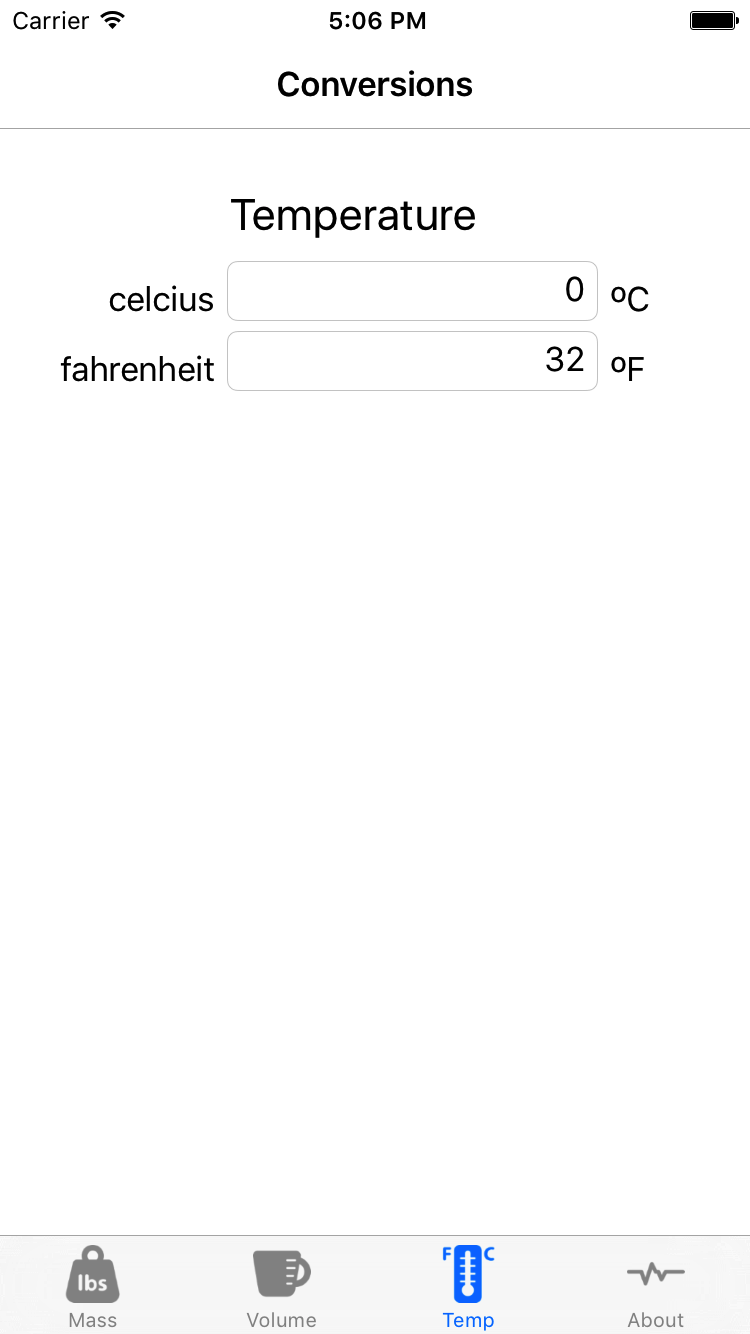 Carrier 5:06 PM
Conversions
Temperature
celcius 0 ºC
fahrenheit 32 ºF
lbs F C
Mass Volume Temp About